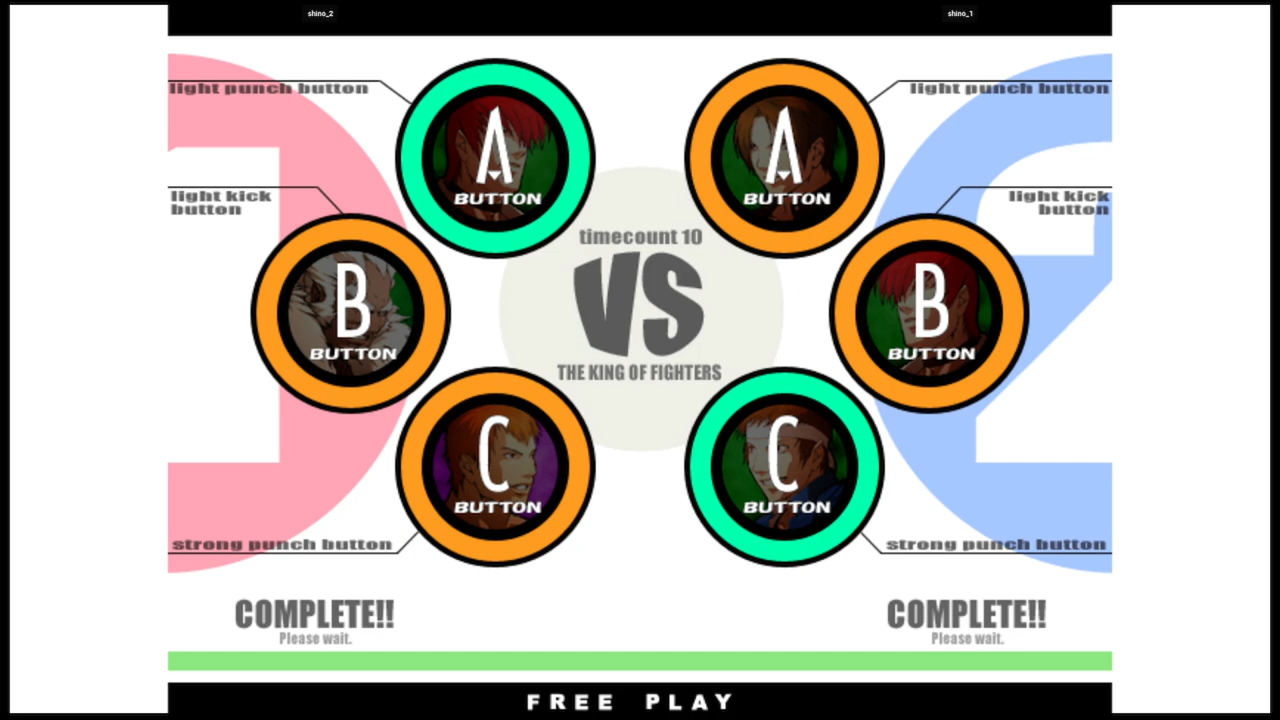 shino_2
shino_1
light punch button
light punch button
A
BUTTON
A
BUTTON
light kick
button
light kick
button
timecount 10
VS
THE KING OF FIGHTERS
B
BUTTON
B
BUTTON
C
BUTTON
C
BUTTON
strong punch button
strong punch button
COMPLETE!!
Please wait.
COMPLETE!!
Please wait.
FREE PLAY